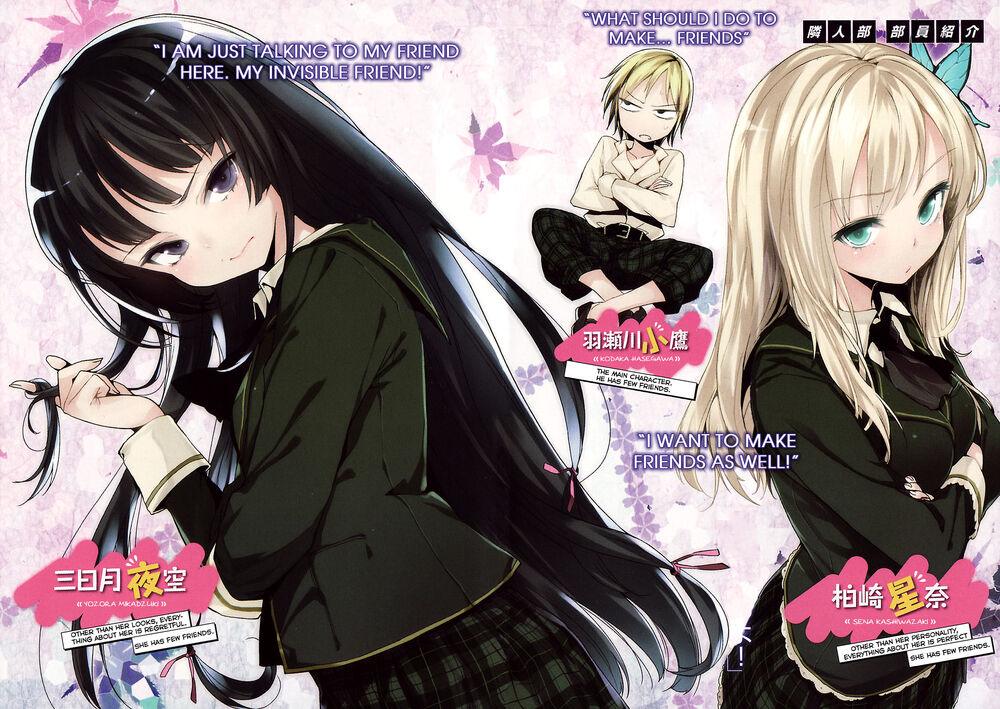 隣人部 部員紹介
"I AM JUST TALKING TO MY FRIEND
HERE. MY INVISIBLE FRIEND!"
"WHAT SHOULD I DO TO
MAKE... FRIENDS"
羽瀬川小鷹
《KODAKA HASEGAWA》
THE MAIN CHARACTER.
HE HAS FEW FRIENDS.
"I WANT TO MAKE
FRIENDS AS WELL!"
三日月夜空
《YOZORA MIKADZUKI》
OTHER THAN HER LOOKS, EVERY-
THING ABOUT HER IS REGRETFUL.
SHE HAS FEW FRIENDS.
柏崎星奈
《SENA KASHIWAZAKI》
OTHER THAN HER PERSONALITY,
EVERYTHING ABOUT HER IS PERFECT
SHE HAS FEW FRIENDS.
!」